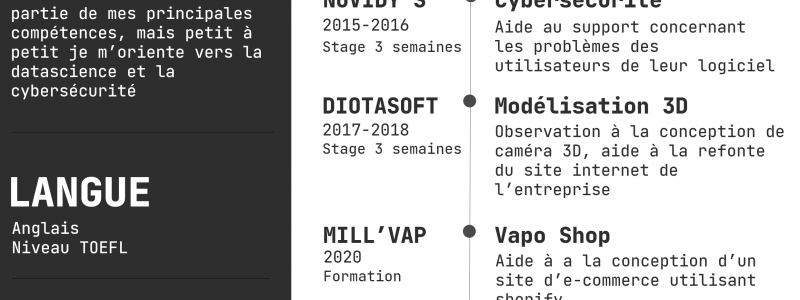 partie de mes principales
compétences, mais petit à
petit je m’oriente vers la
datascience et la
cybersécurité
LANGUE
Anglais
Niveau TOEFL
NOVIDY'S
2015-2016
Stage 3 semaines
cybersécurité
Aide au support concernant
les problèmes des
utilisateurs de leur logiciel
DIOTASOFT
2017-2018
Stage 3 semaines
Modélisation 3D
Observation à la conception de
caméra 3D, aide à la refonte
du site internet de
l’entreprise
MILL’VAP
2020
Formation
Vapo Shop
Aide à a la conception d’un
site d’e-commerce utilisant
shopify